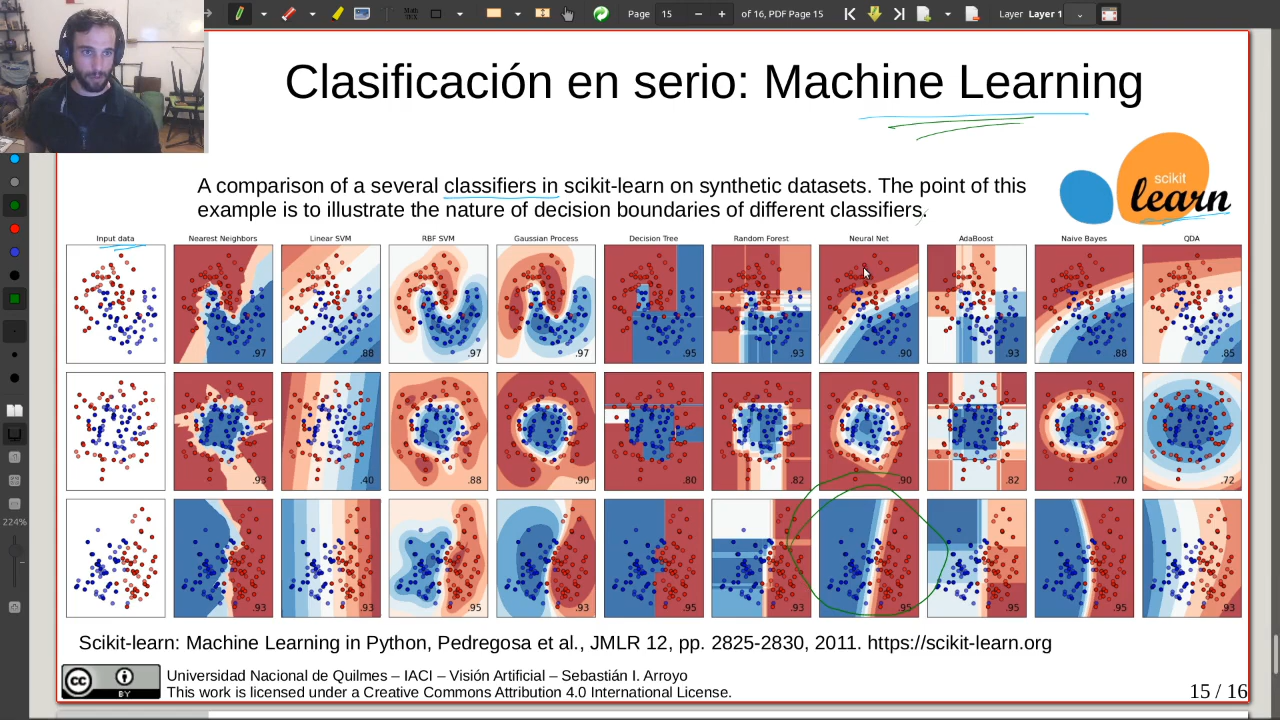 Math
TEX
Page 15 of 16, PDF Page 15
Layer Layer 1
Clasificación en serio: Machine Learning
A comparison of a several classifiers in scikit-learn on synthetic datasets. The point of this
example is to illustrate the nature of decision boundaries of different classifiers.
scikit
learn
Input data Nearest Neighbors Linear SVM RBF SVM Gaussian Process Decision Tree Random Forest Neural Net AdaBoost Naive Bayes QDA
.97 .88 .97 .97 .95 .93 .90 .93 .88 .85
.93 .40 .88 .90 .80 .82 .90 .82 .70 .72
.93 .93 .95 .93 .95 .93 .95 .95 .95 .93
224%
Scikit-learn: Machine Learning in Python, Pedregosa et al., JMLR 12, pp. 2825-2830, 2011. https://scikit-learn.org
cc
BY
Universidad Nacional de Quilmes – IACI – Visión Artificial – Sebastián I. Arroyo
This work is licensed under a Creative Commons Attribution 4.0 International License.
15 / 16